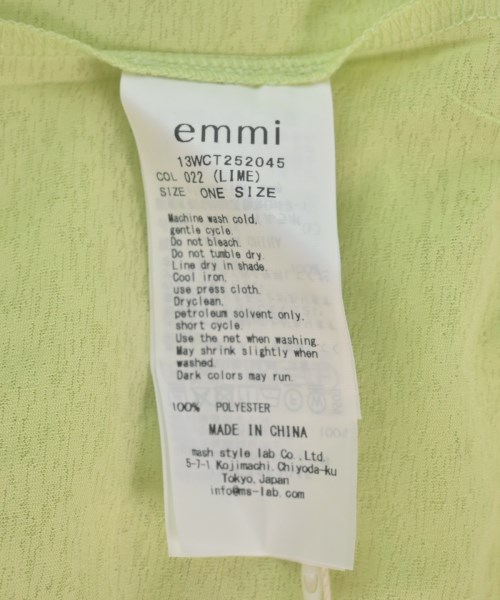 emmi
13WCT252045
COL 022 (LIME)
SIZE ONE SIZE
Machine wash cold.
gentle cycle.
Do not bleach.
Do not tumble dry.
Line dry in shade.
Cool iron.
use press cloth.
Dryclean.
petroleum solvent only.
short cycle.
Use the net when washing.
May shrink slightly when
washed.
Dark colors may run.
100% POLYESTER
MADE IN CHINA
mash style lab Co., Ltd.
5-7-1 Kojimachi, Chiyoda-ku
Tokyo, Japan
info@ms-lab.com